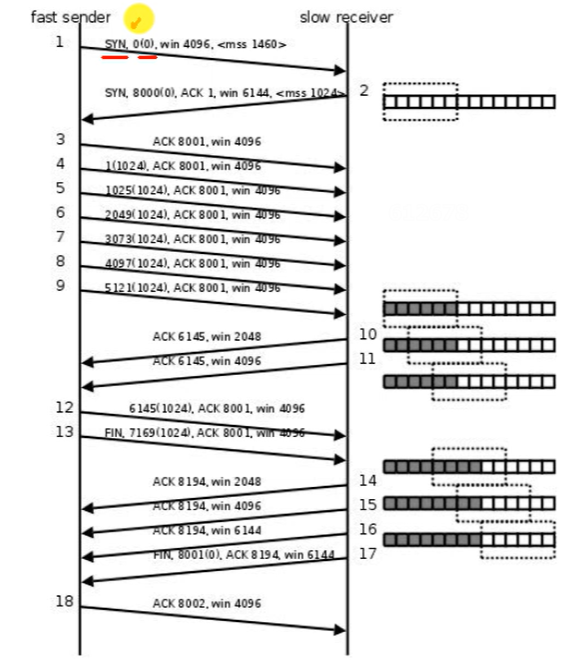 fast sender
slow receiver
1
SYN, 0(0), win 4096, <mss 1460>
SYN, 8000(0), ACK 1, win 6144, <mss 1024>
2
3
ACK 8001, win 4096
4
1(1024), ACK 8001, win 4096
5
1025(1024), ACK 8001, win 4096
6
2049(1024), ACK 8001, win 4096
7
3073(1024), ACK 8001, win 4096
8
4097(1024), ACK 8001, win 4096
9
5121(1024), ACK 8001, win 4096
ACK 6145, win 2048
10
ACK 6145, win 4096
11
12
6145(1024), ACK 8001, win 4096
13
FIN, 7169(1024), ACK 8001, win 4096
ACK 8194, win 2048
14
ACK 8194, win 4096
15
ACK 8194, win 6144
16
FIN, 8001(0), ACK 8194, win 6144
17
18
ACK 8002, win 4096